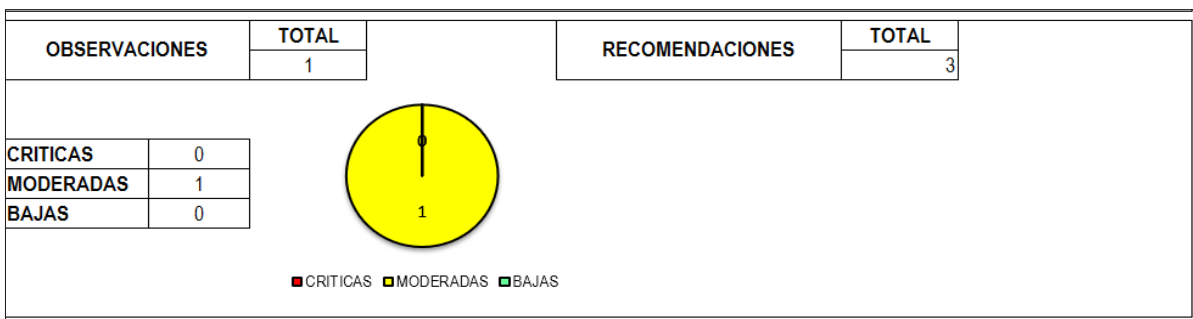 OBSERVACIONES
TOTAL
1
RECOMENDACIONES
TOTAL
3
CRITICAS 0
MODERADAS 1
BAJAS 0
0
1
CRITICAS MODERADAS BAJAS